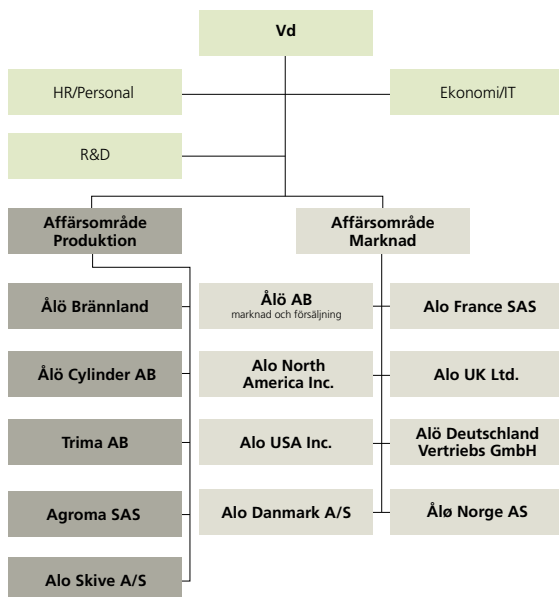 Vd
HR/Personal
Ekonomi/IT
R&D
Affärsområde
Produktion
Affärsområde
Marknad
Ålö Brännland
Ålö AB
marknad och försäljning
Alo France SAS
Ålö Cylinder AB
Alo North
America Inc.
Alo UK Ltd.
Trima AB
Alo USA Inc.
Alö Deutschland
Vertriebs GmbH
Agroma SAS
Alo Danmark A/S
Ålø Norge AS
Alo Skive A/S